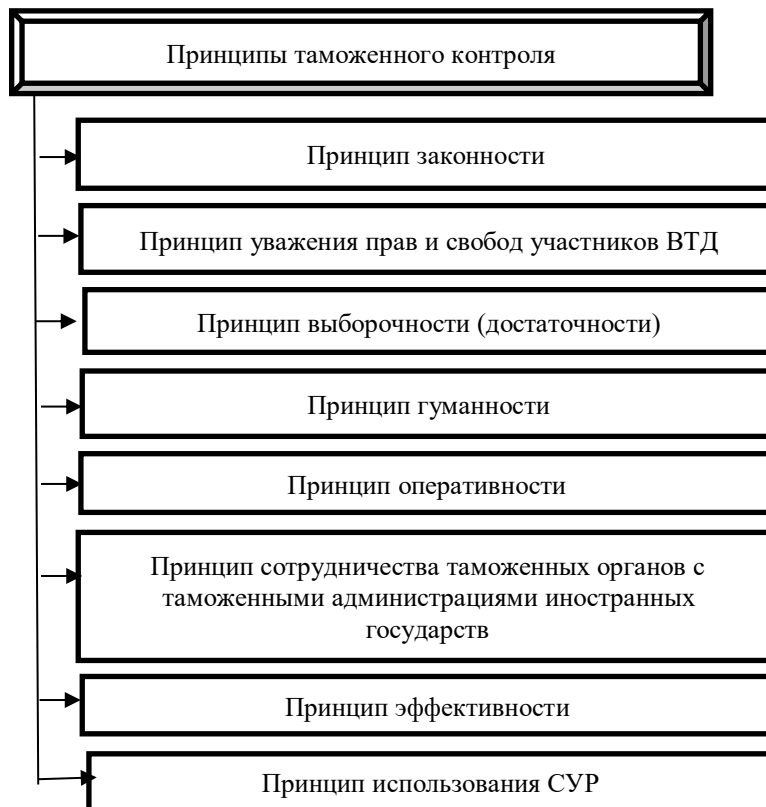 Принципы таможенного контроля
Принцип законности
Принцип уважения прав и свобод участников ВТД
Принцип выборочности (достаточности)
Принцип гуманности
Принцип оперативности
Принцип сотрудничества таможенных органов с
таможенными администрациями иностранных
государств
Принцип эффективности
Принцип использования СУР